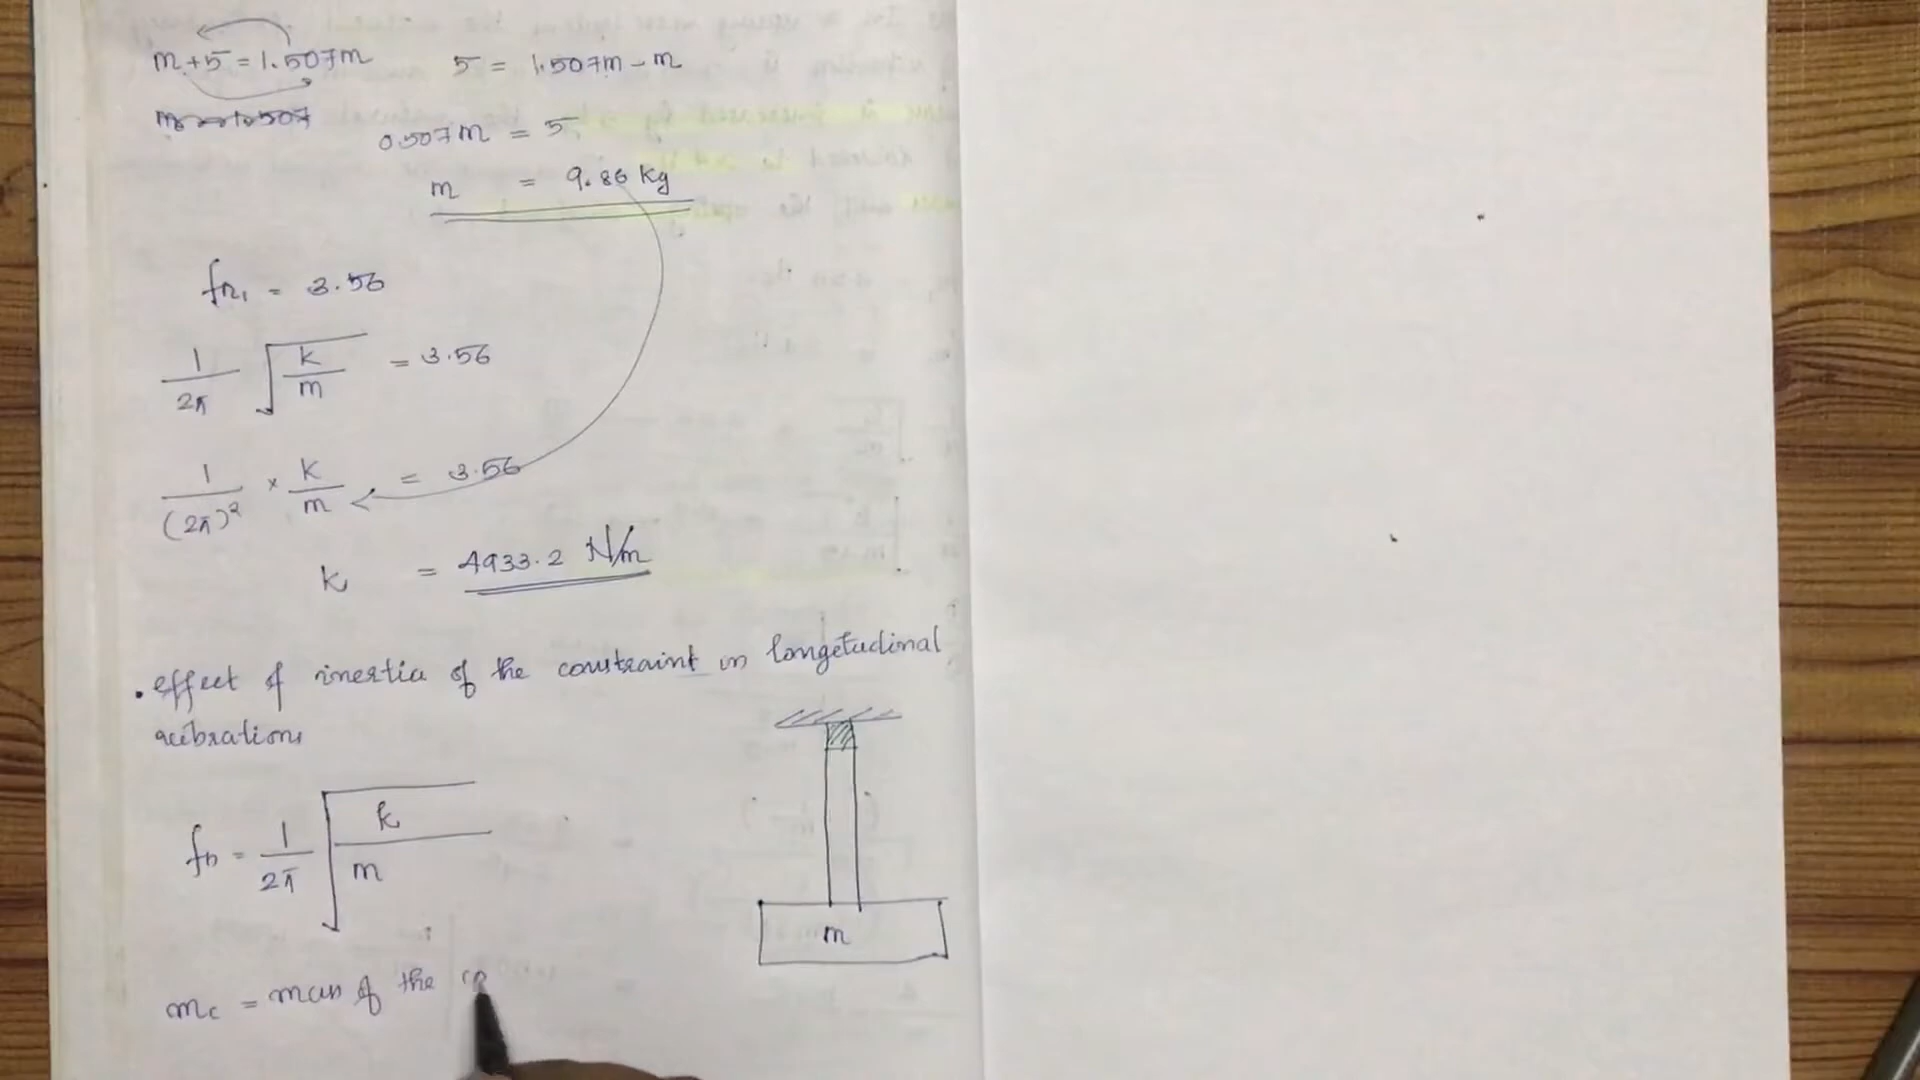 m+5 = 1.507m 5 = 1.507m - m
0.507m = 5
m = 9.86 kg
fn₁ = 3.56
1/2π √(k/m) = 3.56
1/(2π)² × k/m = 3.56
k = 4933.2 N/m
. effect of inertia of the constraint in longetudinal
vibrations
fn = 1/2π √(k/m)
m
mc = mass of the co